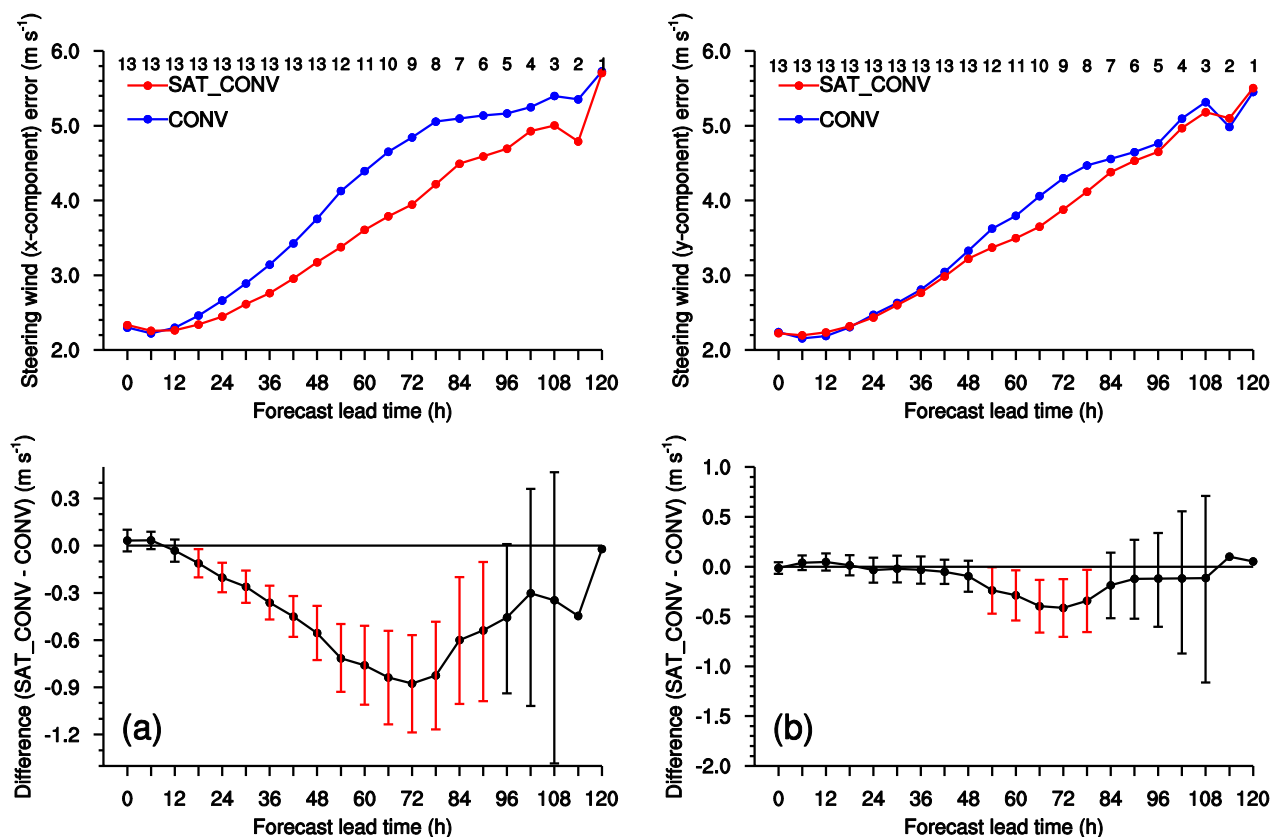 Steering wind (x-component) error (m s-1)
6.0
5.0
4.0
3.0
2.0
13 13 13 13 13 13 13 13 13 12 11 10 9 8 7 6 5 4 3 2 1
SAT_CONV
CONV
0 12 24 36 48 60 72 84 96 108 120
Forecast lead time (h)
Steering wind (y-component) error (m s-1)
6.0
5.0
4.0
3.0
2.0
13 13 13 13 13 13 13 13 13 12 11 10 9 8 7 6 5 4 3 2 1
SAT_CONV
CONV
0 12 24 36 48 60 72 84 96 108 120
Forecast lead time (h)
Difference (SAT_CONV - CONV) (m s-1)
0.3
0.0
-0.3
-0.6
-0.9
-1.2
(a)
0 12 24 36 48 60 72 84 96 108 120
Forecast lead time (h)
Difference (SAT_CONV - CONV) (m s-1)
1.0
0.5
0.0
-0.5
-1.0
-1.5
-2.0
(b)
0 12 24 36 48 60 72 84 96 108 120
Forecast lead time (h)